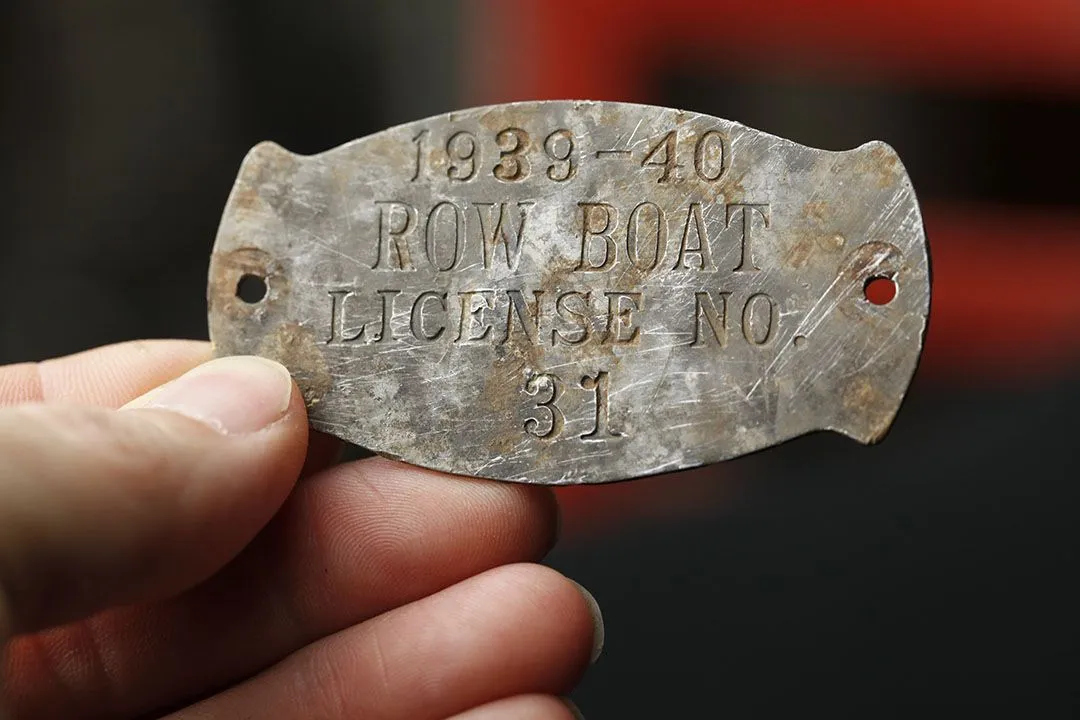 1939-40
ROW BOAT
LICENSE NO.
31